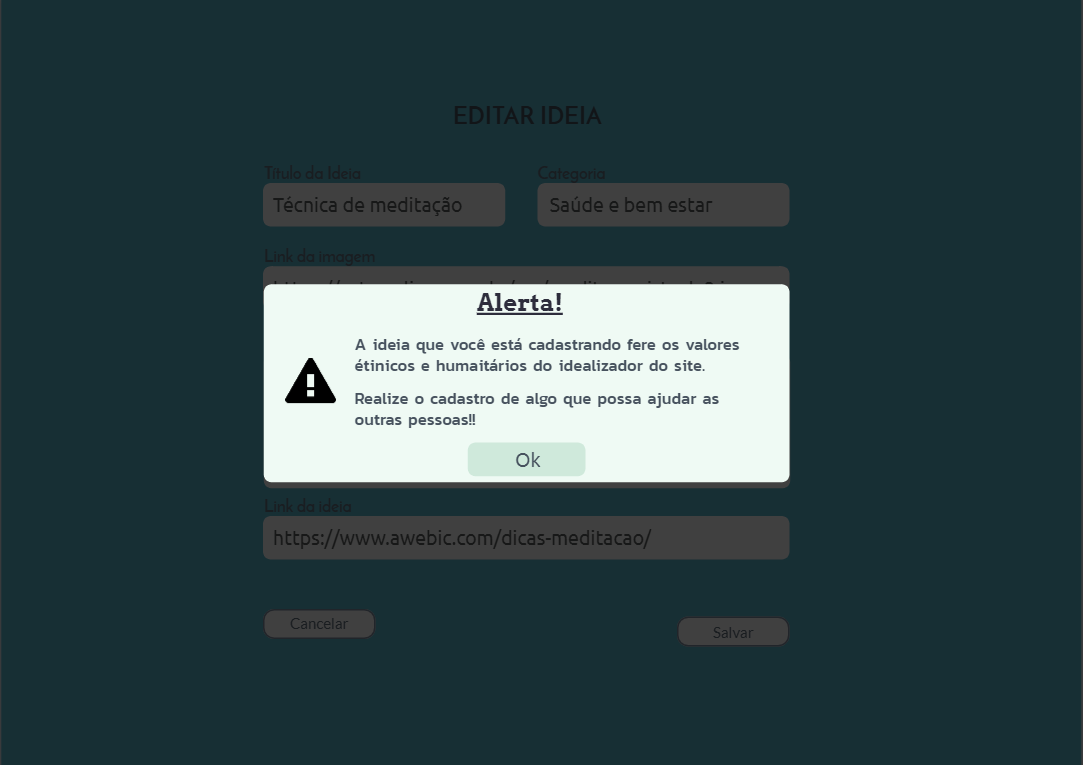 EDITAR IDEIA
Título da Ideia
Categoria
Técnica de meditação
Saúde e bem estar
Link da imagem
Alerta!
A ideia que você está cadastrando fere os valores
étinicos e humaitários do idealizador do site.
Realize o cadastro de algo que possa ajudar as
outras pessoas!!
Ok
Link da ideia
https://www.awebic.com/dicas-meditacao/
Cancelar
Salvar